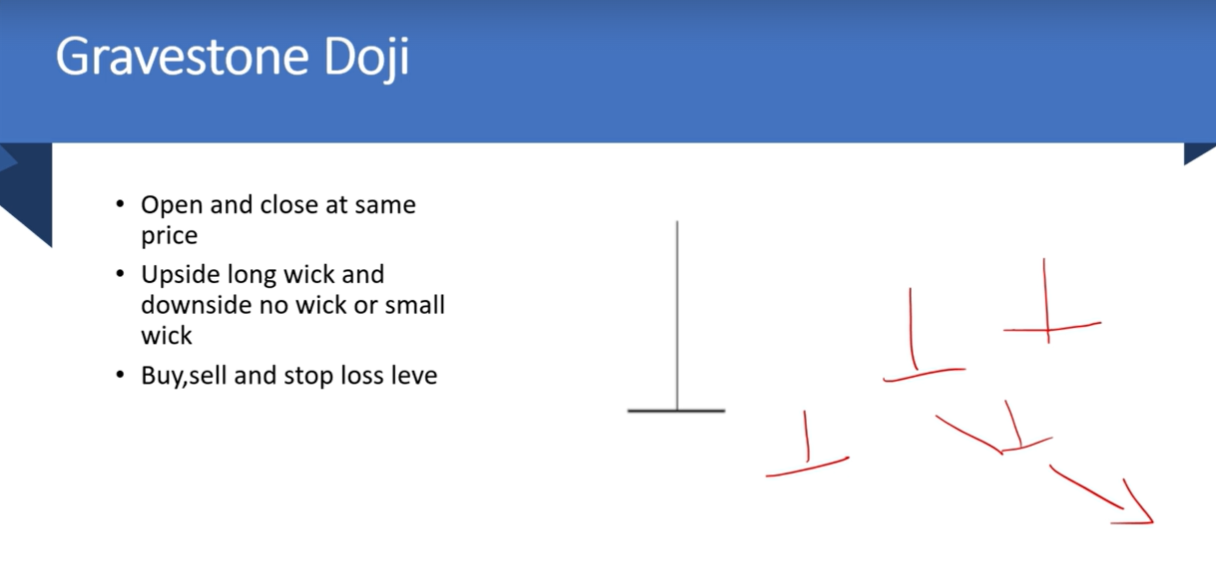 Gravestone Doji
• Open and close at same
price
• Upside long wick and
downside no wick or small
wick
• Buy,sell and stop loss leve